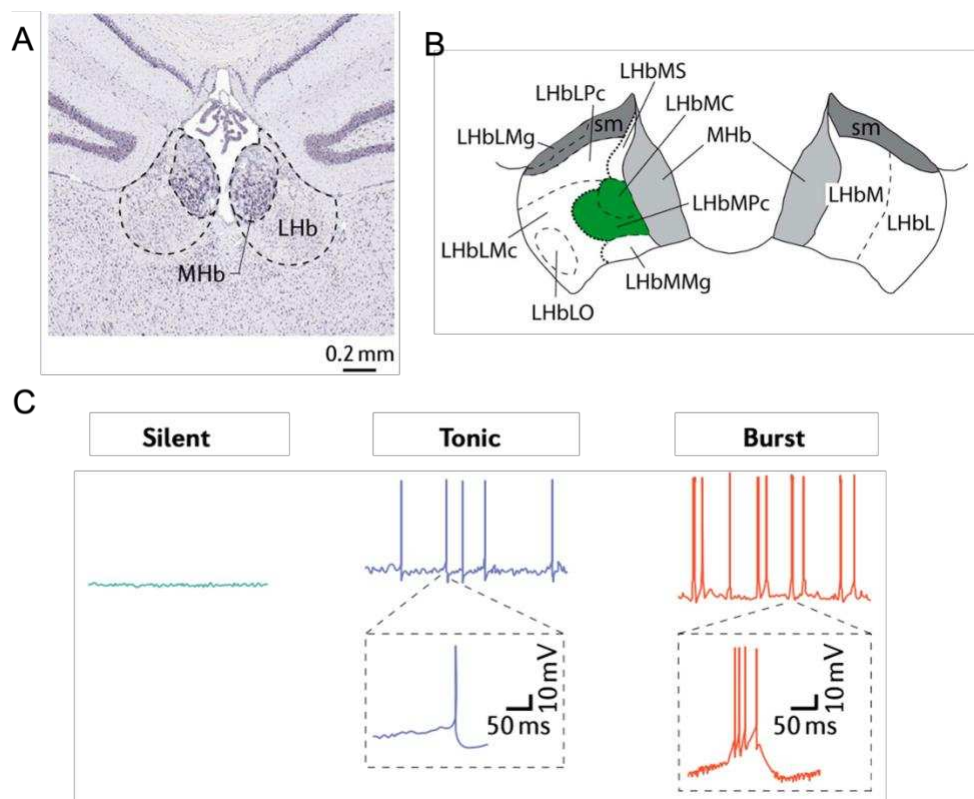 A
LHb
MHb
0.2 mm
B
LHbMS
LHbLPc
LHbMC
sm
MHb
sm
LHbLMg
LHbMPc
LHbM
LHbL
LHbLMc
LHbMMg
LHbLO
C
Silent
Tonic
Burst
10 mV
50 ms
10 mV
50 ms